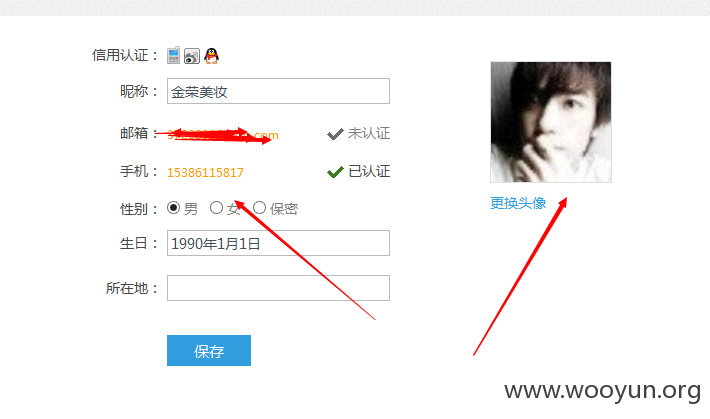 信用认证：
昵称： 金荣美妆
邮箱： .com 未认证
手机： 15386115817 已认证
性别： 男 女 保密
生日： 1990年1月1日
所在地：
保存
更换头像
www.wooyun.org